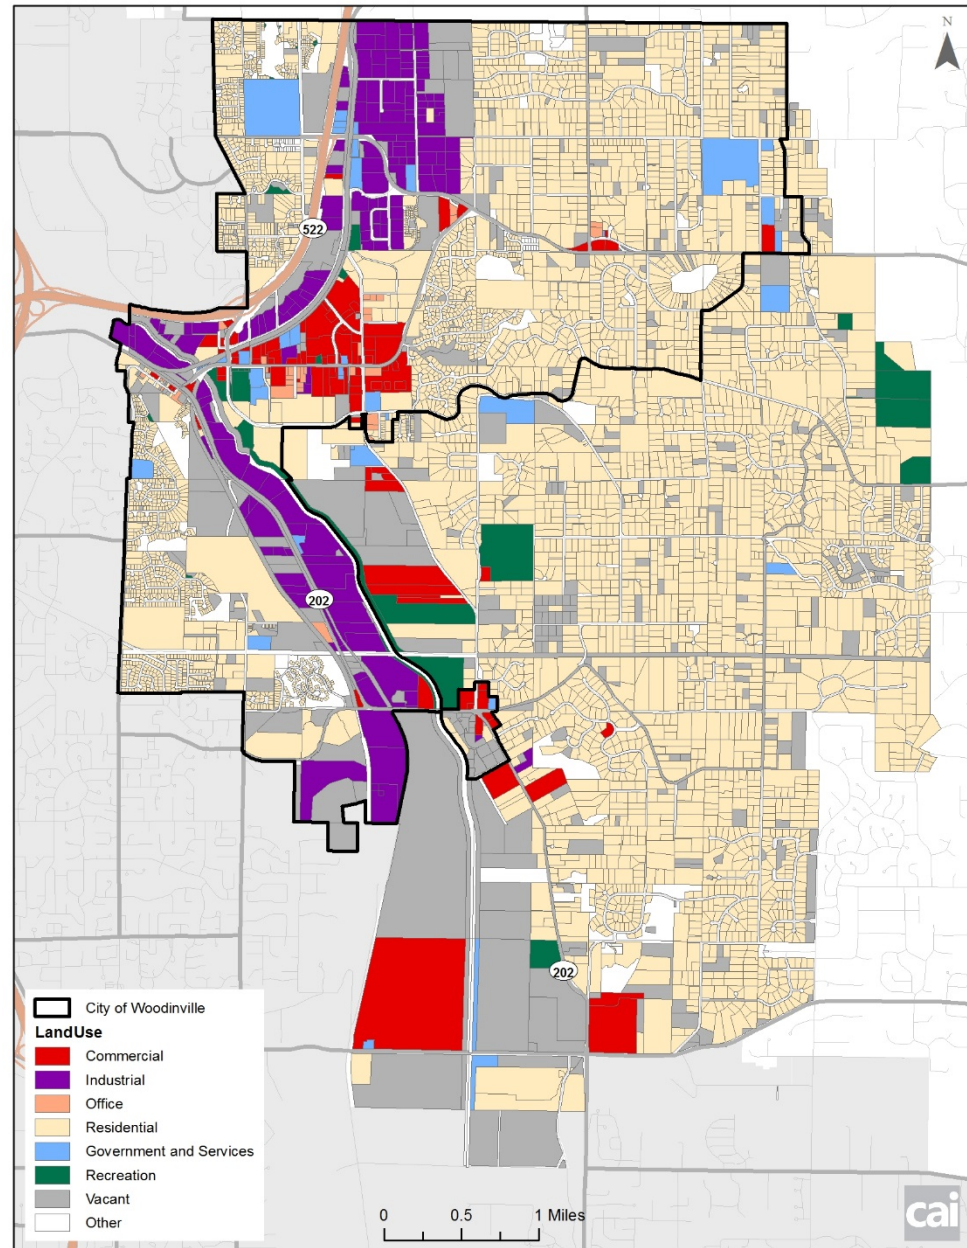 N
522
202
202
City of Woodinville
LandUse
Commercial
Industrial
Office
Residential
Government and Services
Recreation
Vacant
Other
0 0.5 1 Miles
cai